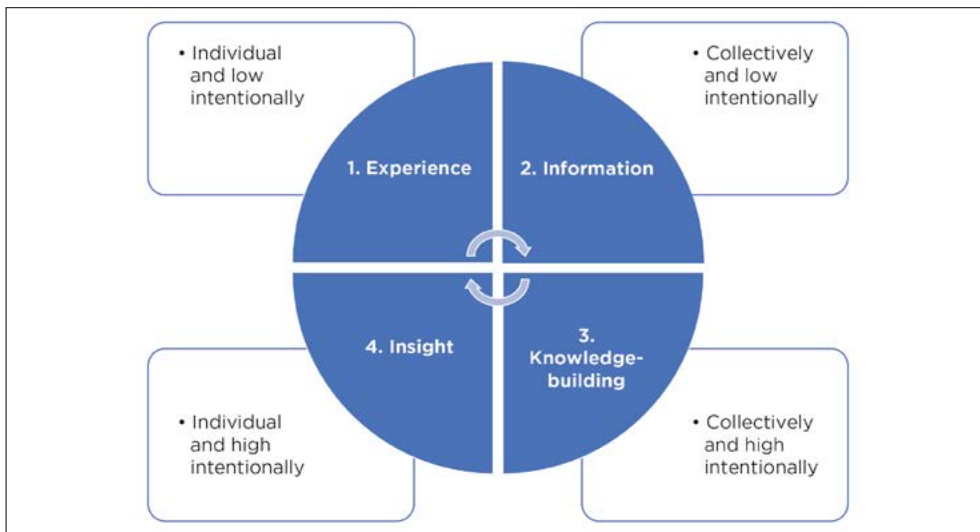 • Individual
and low
intentionally
• Collectively
and low
intentionally
1. Experience
2. Information
4. Insight
3.
Knowledge-
building
• Individual
and high
intentionally
• Collectively
and high
intentionally